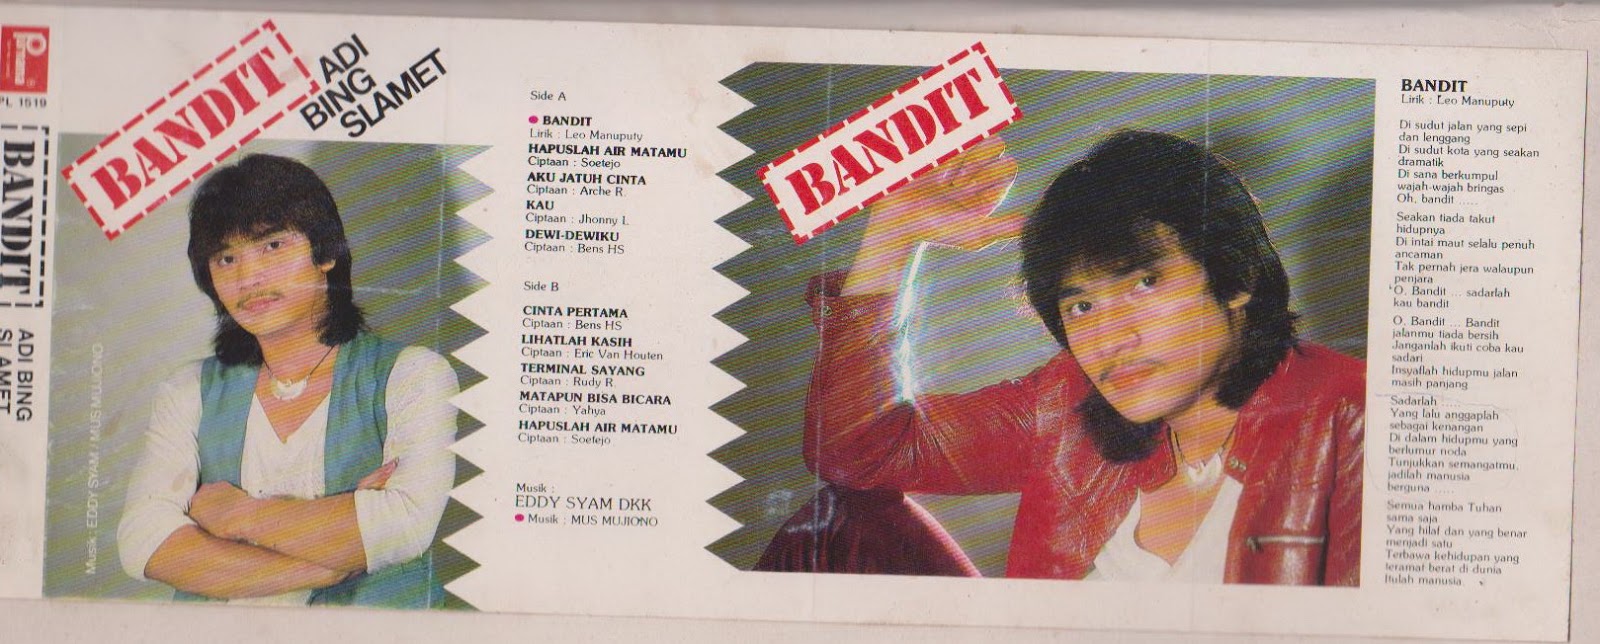 Piramid
PL 1519
BANDIT
ADI BING
SLAMET
BANDIT
ADI
BING
SLAMET
Musik : EDDY SYAM / MUS MUJIONO
Side A
BANDIT
Lirik : Leo Manuputy
HAPUSLAH AIR MATAMU
Ciptaan : Soetejo
AKU JATUH CINTA
Ciptaan : Arche R.
KAU
Ciptaan : Jhonny L
DEWI-DEWIKU
Ciptaan : Bens HS
Side B
CINTA PERTAMA
Ciptaan : Bens HS
LIHATLAH KASIH
Ciptaan : Eric Van Houten
TERMINAL SAYANG
Ciptaan : Rudy R.
MATAPUN BISA BICARA
Ciptaan : Yahya
HAPUSLAH AIR MATAMU
Ciptaan : Soetejo
Musik :
EDDY SYAM DKK
Musik : MUS MUJIONO
BANDIT
BANDIT
Lirik : Leo Manuputy
Di sudut jalan yang sepi
dan lenggang
Di sudut kota yang seakan
dramatik
Di sana berkumpul
wajah-wajah bringas
Oh, bandit .....
Seakan tiada takut
hidupnya
Di intai maut selalu penuh
ancaman
Tak pernah jera walaupun
penjara
O. Bandit ... sadarlah
kau bandit
O. Bandit ... Bandit
jalanmu tiada bersih
Janganlah ikuti coba kau
sadari
Insyaflah hidupmu jalan
masih panjang
Sadarlah .....
Yang lalu anggaplah
sebagai kenangan
Di dalam hidupmu yang
berlumur noda
Tunjukkan semangatmu.
jadilah manusia
berguna .....
Semua hamba Tuhan
sama saja
Yang hilaf dan yang benar
menjadi satu
Terbawa kehidupan yang
teramat berat di dunia
Itulah manusia.